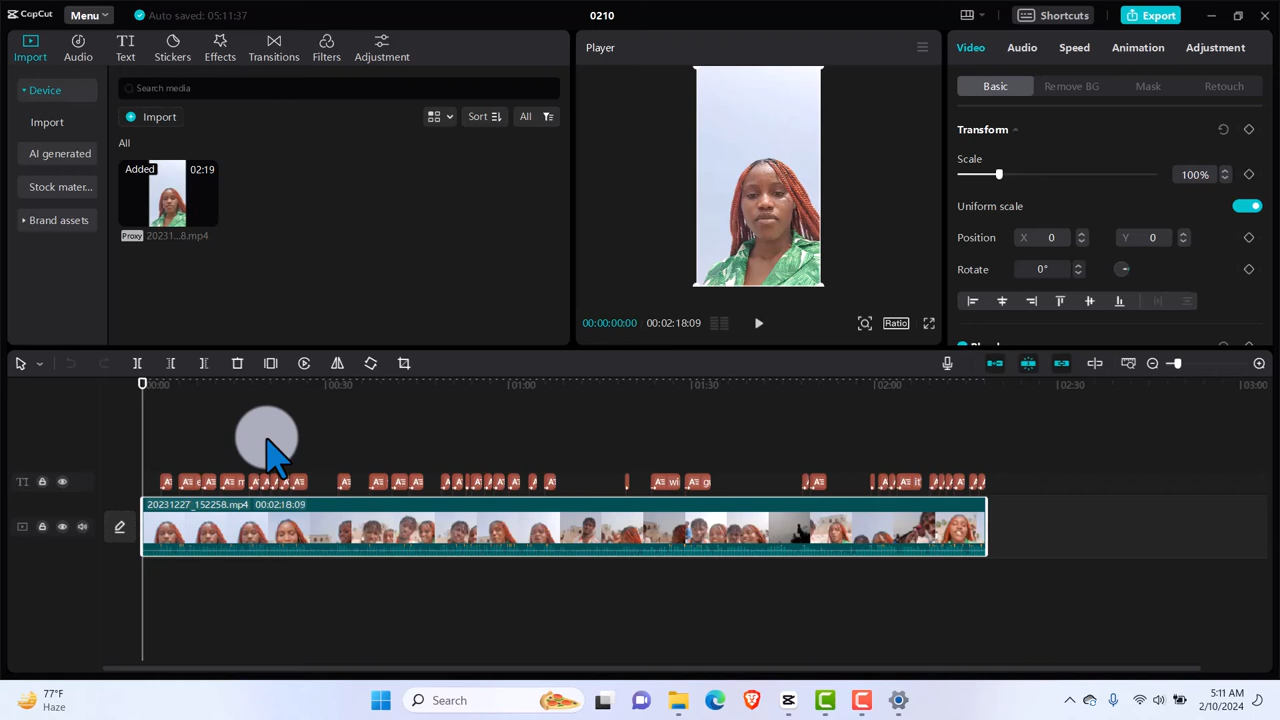 CapCut
Menu
Auto saved: 05:11:37
0210
Shortcuts
Export
Import
Audio
Text
Stickers
Effects
Transitions
Filters
Adjustment
Device
Import
AI generated
Stock mater...
Brand assets
Search media
Import
Sort
All
All
Added
02:19
Proxy
20231...8.mp4
Player
00:00:00:00
00:02:18:09
Ratio
Video
Audio
Speed
Animation
Adjustment
Basic
Remove BG
Mask
Retouch
Transform
Scale
100%
Uniform scale
Position
X
0
Y
0
Rotate
0°
00:00
00:30
01:00
01:30
02:00
02:30
03:00
TI
20231227_152258.mp4
00:02:18:09
77°F
Haze
Search
5:11 AM
2/10/2024